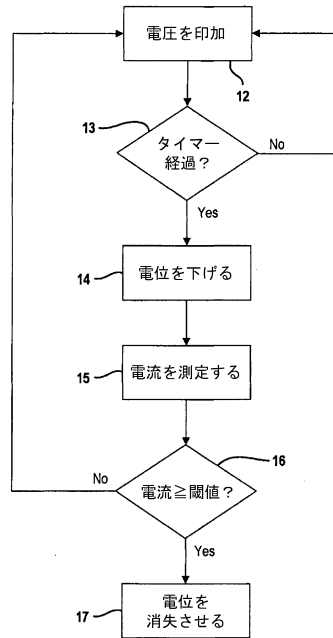 電圧を印加
12
13
タイマー
経過？
No
Yes
14
電位を下げる
15
電流を測定する
16
No
電流≧閾値？
Yes
電位を
消失させる
17